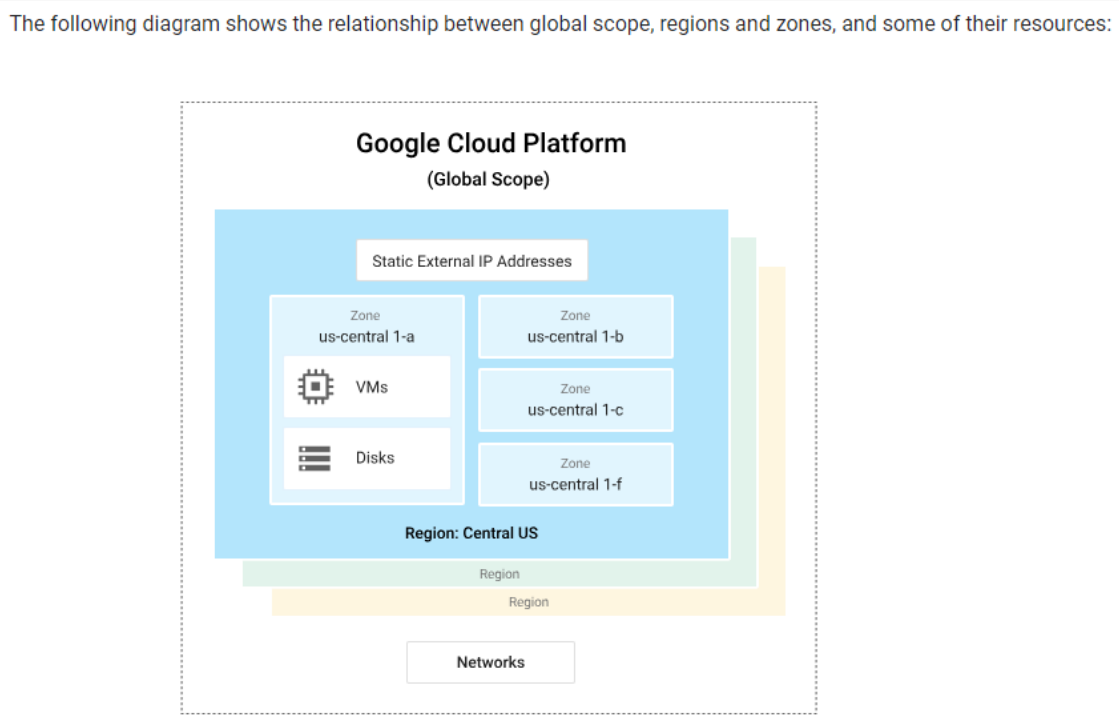 The following diagram shows the relationship between global scope, regions and zones, and some of their resources:
Google Cloud Platform
(Global Scope)
Static External IP Addresses
Zone
us-central 1-a
VMs
Disks
Zone
us-central 1-b
Zone
us-central 1-c
Zone
us-central 1-f
Region: Central US
Region
Region
Networks